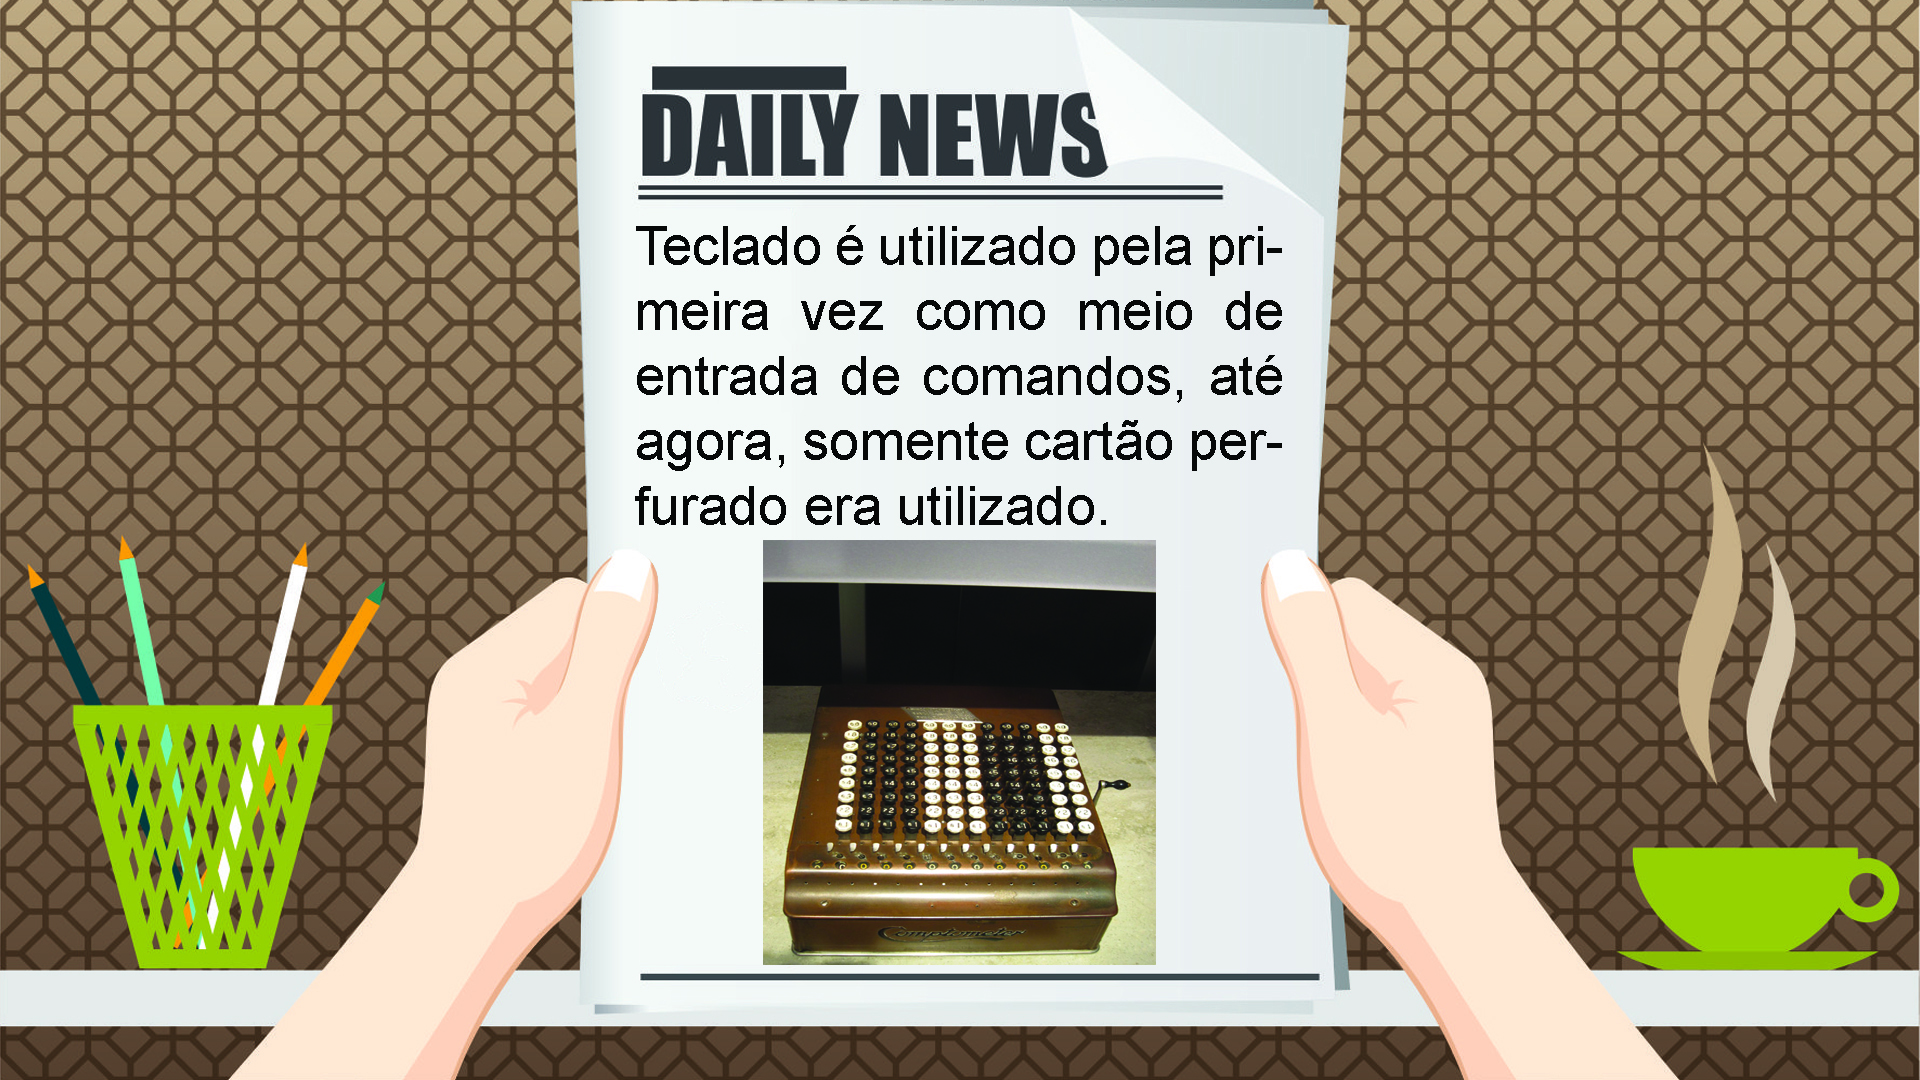 DAILY NEWS
Teclado é utilizado pela pri-
meira vez como meio de
entrada de comandos, até
agora, somente cartão per-
furado era utilizado.
Comptometer